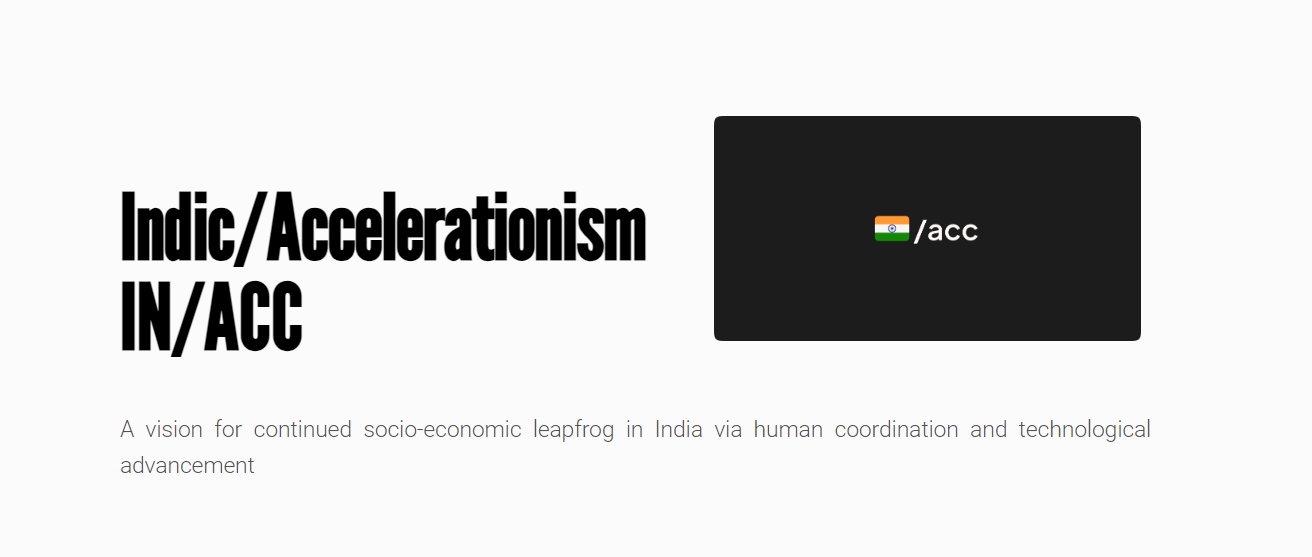 Indic/Accelerationism
IN/ACC
🇮🇳/acc
A vision for continued socio-economic leapfrog in India via human coordination and technological
advancement